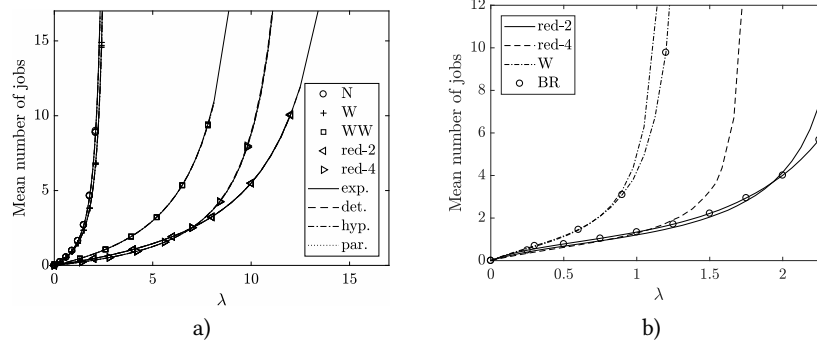 Mean number of jobs
15
10
5
0
0
5
10
15
λ
N
W
WW
red-2
red-4
exp.
det.
hyp.
par.
a)
Mean number of jobs
12
10
8
6
4
2
0
0
0.5
1
1.5
2
λ
red-2
red-4
W
BR
b)